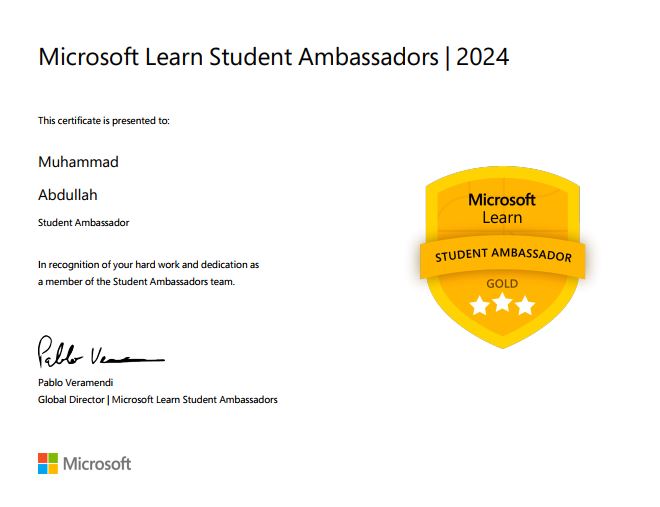 Microsoft Learn Student Ambassadors | 2024
This certificate is presented to:
Muhammad
Abdullah
Student Ambassador
In recognition of your hard work and dedication as
a member of the Student Ambassadors team.
Microsoft
Learn
STUDENT AMBASSADOR
GOLD
Pablo Vera
Pablo Veramendi
Global Director | Microsoft Learn Student Ambassadors
Microsoft